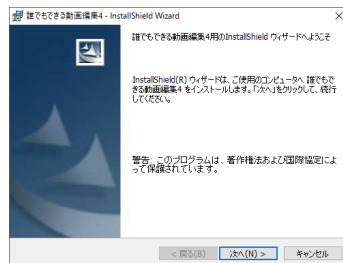 誰でもできる動画編集4 - InstallShield Wizard
誰でもできる動画編集4用のInstallShield ウィザードへようこそ
InstallShield(R) ウィザードは、ご使用のコンピュータへ 誰でもで
きる動画編集4 をインストールします。「次へ」をクリックして、続行
してください。
警告: このプログラムは、著作権法および国際協定によ
って保護されています。
< 戻る(B)
次へ(N) >
キャンセル